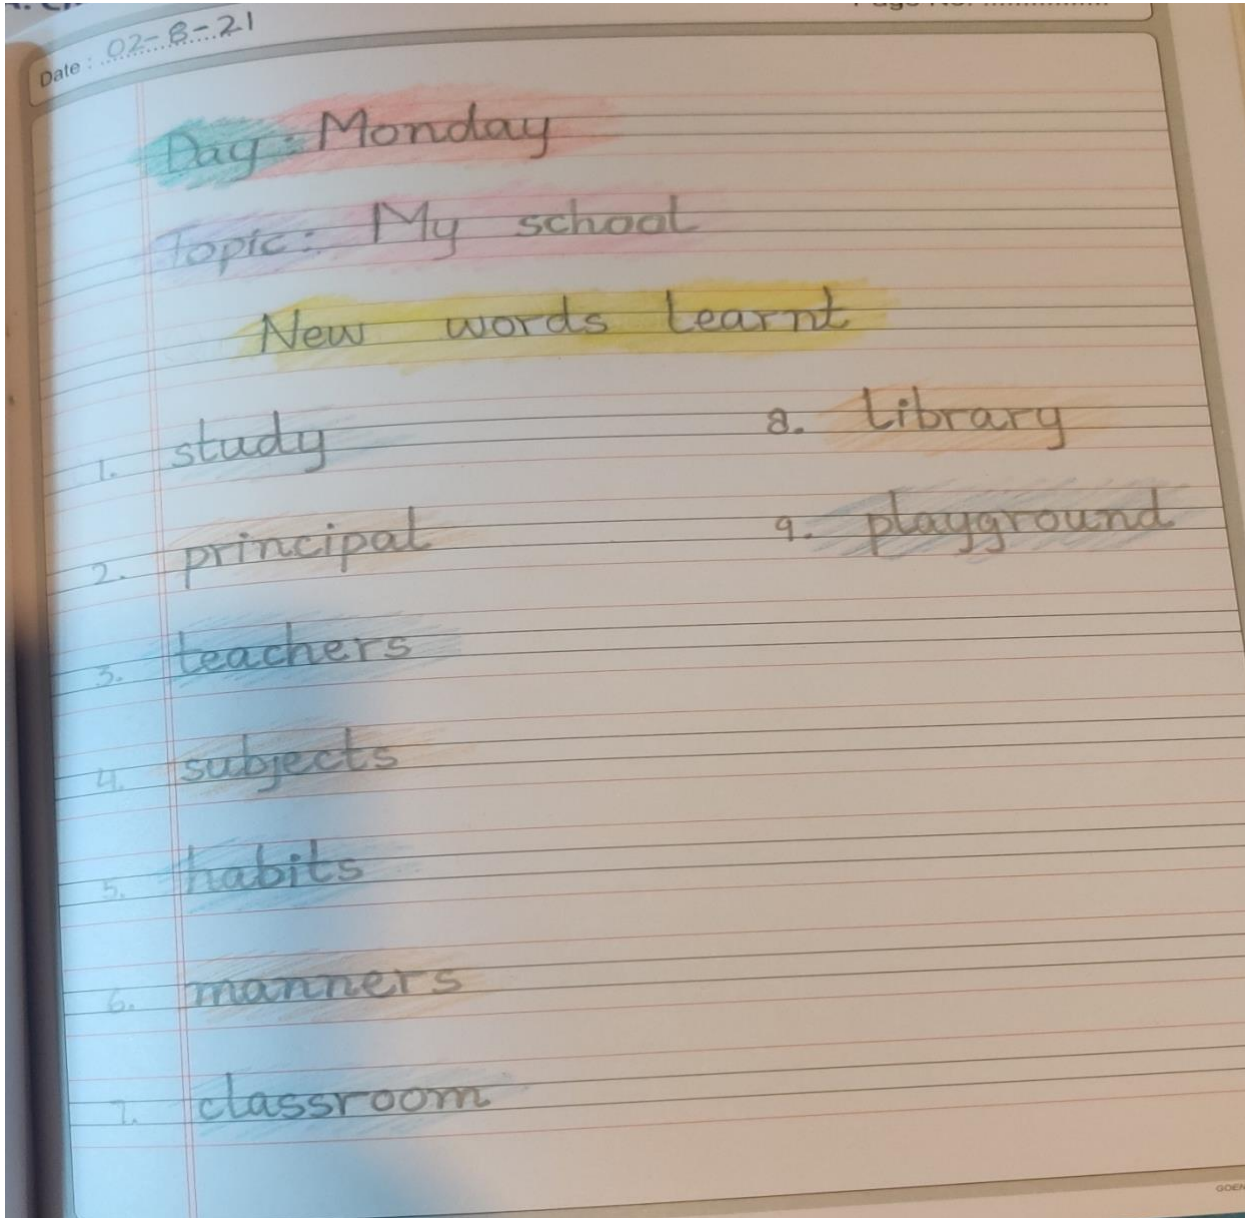 Date : 02-8-21
Day : Monday
Topic : My school
New words learnt
1. study
2. principal
3. teachers
4. subjects
5. habits
6. manners
7. classroom
8. library
9. playground